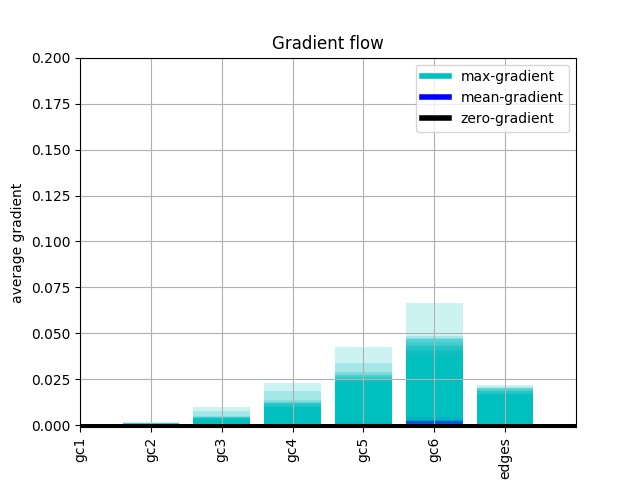 Gradient flow
max-gradient
mean-gradient
zero-gradient
average gradient
0.200
0.175
0.150
0.125
0.100
0.075
0.050
0.025
0.000
gc1
gc2
gc3
gc4
gc5
gc6
edges